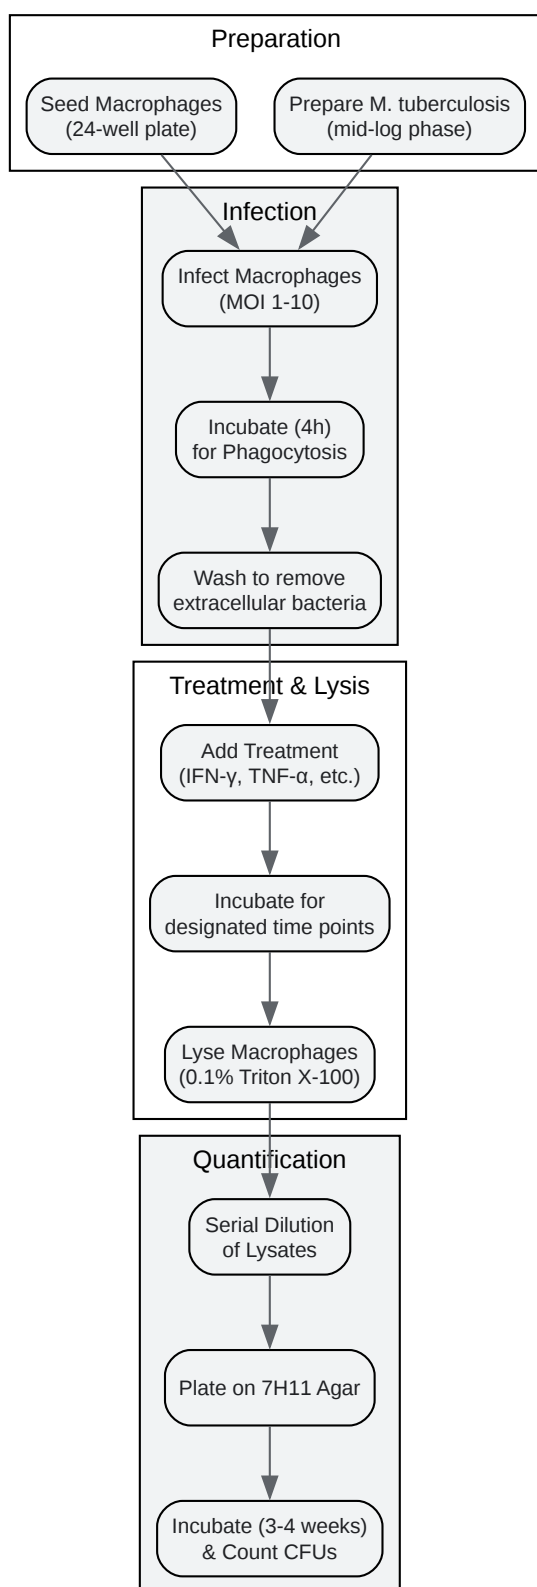 Preparation
Seed Macrophages
(24-well plate)
Prepare M. tuberculosis
(mid-log phase)
Infection
Infect Macrophages
(MOI 1-10)
Incubate (4h)
for Phagocytosis
Wash to remove
extracellular bacteria
Treatment & Lysis
Add Treatment
(IFN-γ, TNF-α, etc.)
Incubate for
designated time points
Lyse Macrophages
(0.1% Triton X-100)
Quantification
Serial Dilution
of Lysates
Plate on 7H11 Agar
Incubate (3-4 weeks)
& Count CFUs